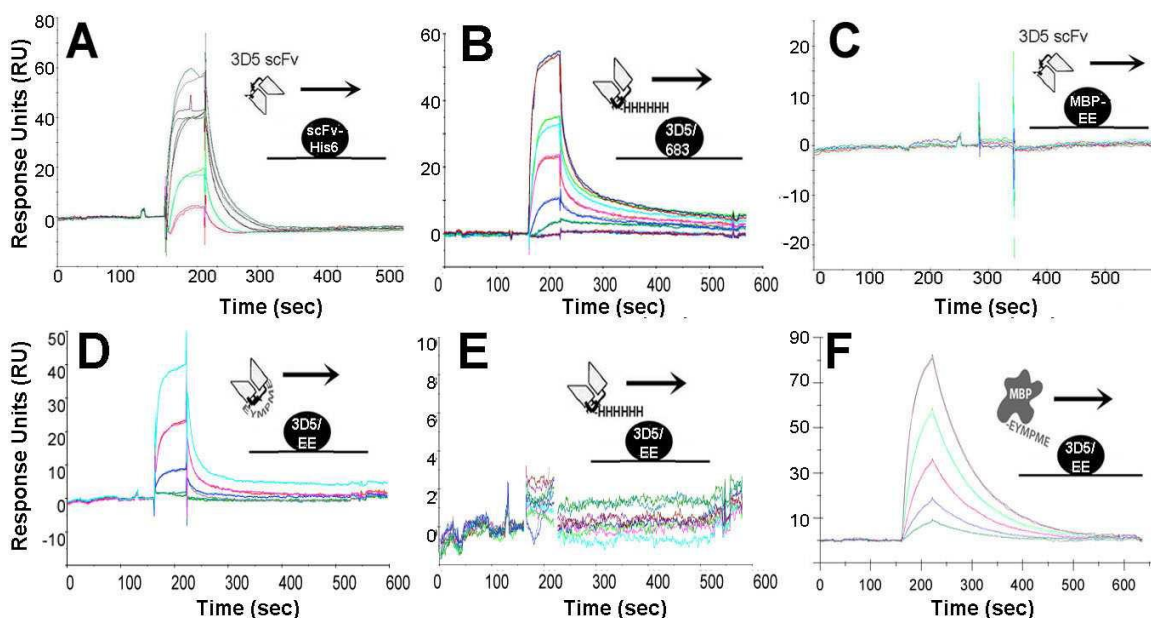 A
Response Units (RU)
80
60
40
20
0
3D5 scFv
scFv-
His6
0
100
200
300
400
500
Time (sec)
B
60
40
20
0
HHHHHH
3D5/
683
0
100
200
300
400
500
600
Time (sec)
C
20
10
0
-10
-20
3D5 scFv
MBP-
EE
0
100
200
300
400
500
Time (sec)
D
Response Units (RU)
50
40
30
20
10
0
-10
EYMPME
3D5/
EE
0
100
200
300
400
500
600
Time (sec)
E
10
8
6
4
2
0
HHHHHH
3D5/
EE
0
100
200
300
400
500
600
Time (sec)
F
90
70
50
30
10
MBP
-EYMPME
3D5/
EE
0
100
200
300
400
500
600
Time (sec)